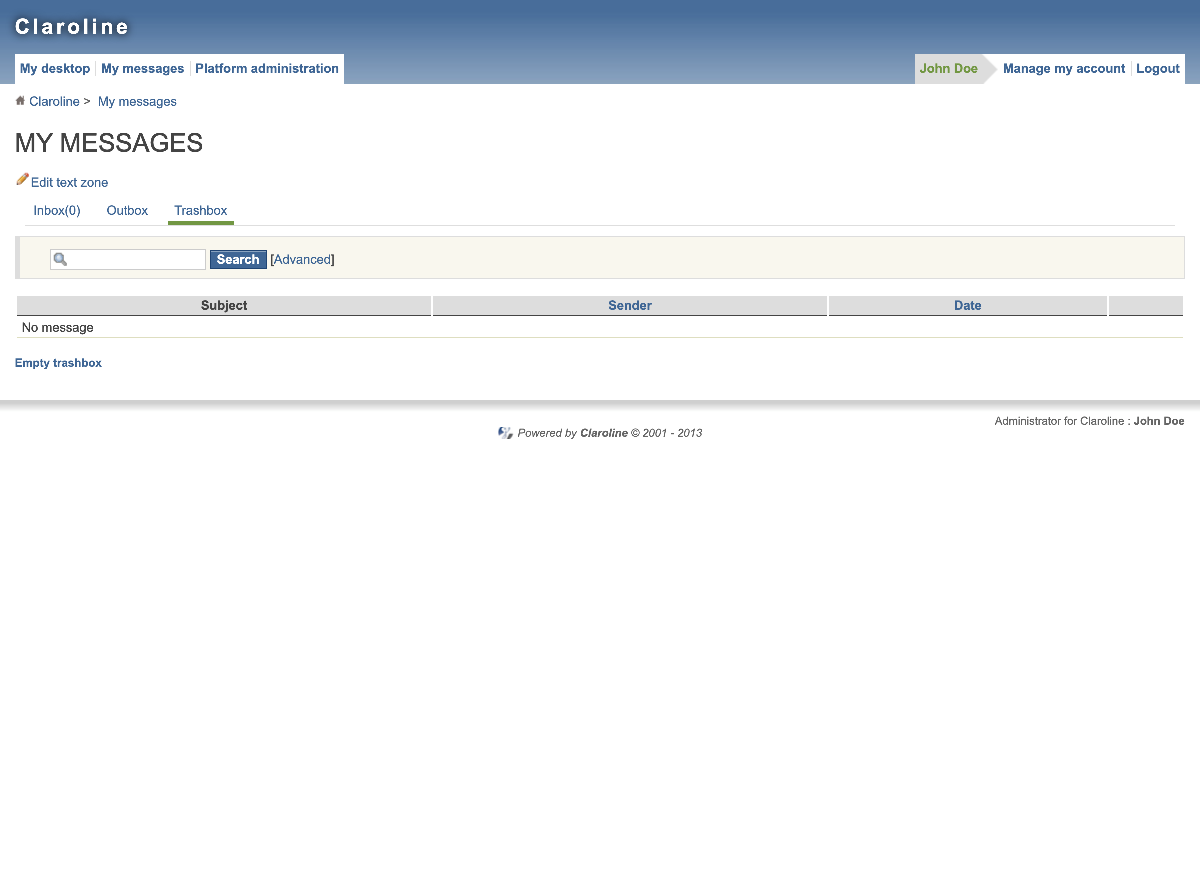 Claroline
My desktop My messages Platform administration John Doe Manage my account Logout
Claroline > My messages
MY MESSAGES
Edit text zone
Inbox(0) Outbox Trashbox
Search [Advanced]
Subject Sender Date
No message
Empty trashbox
Administrator for Claroline : John Doe
Powered by Claroline © 2001 - 2013